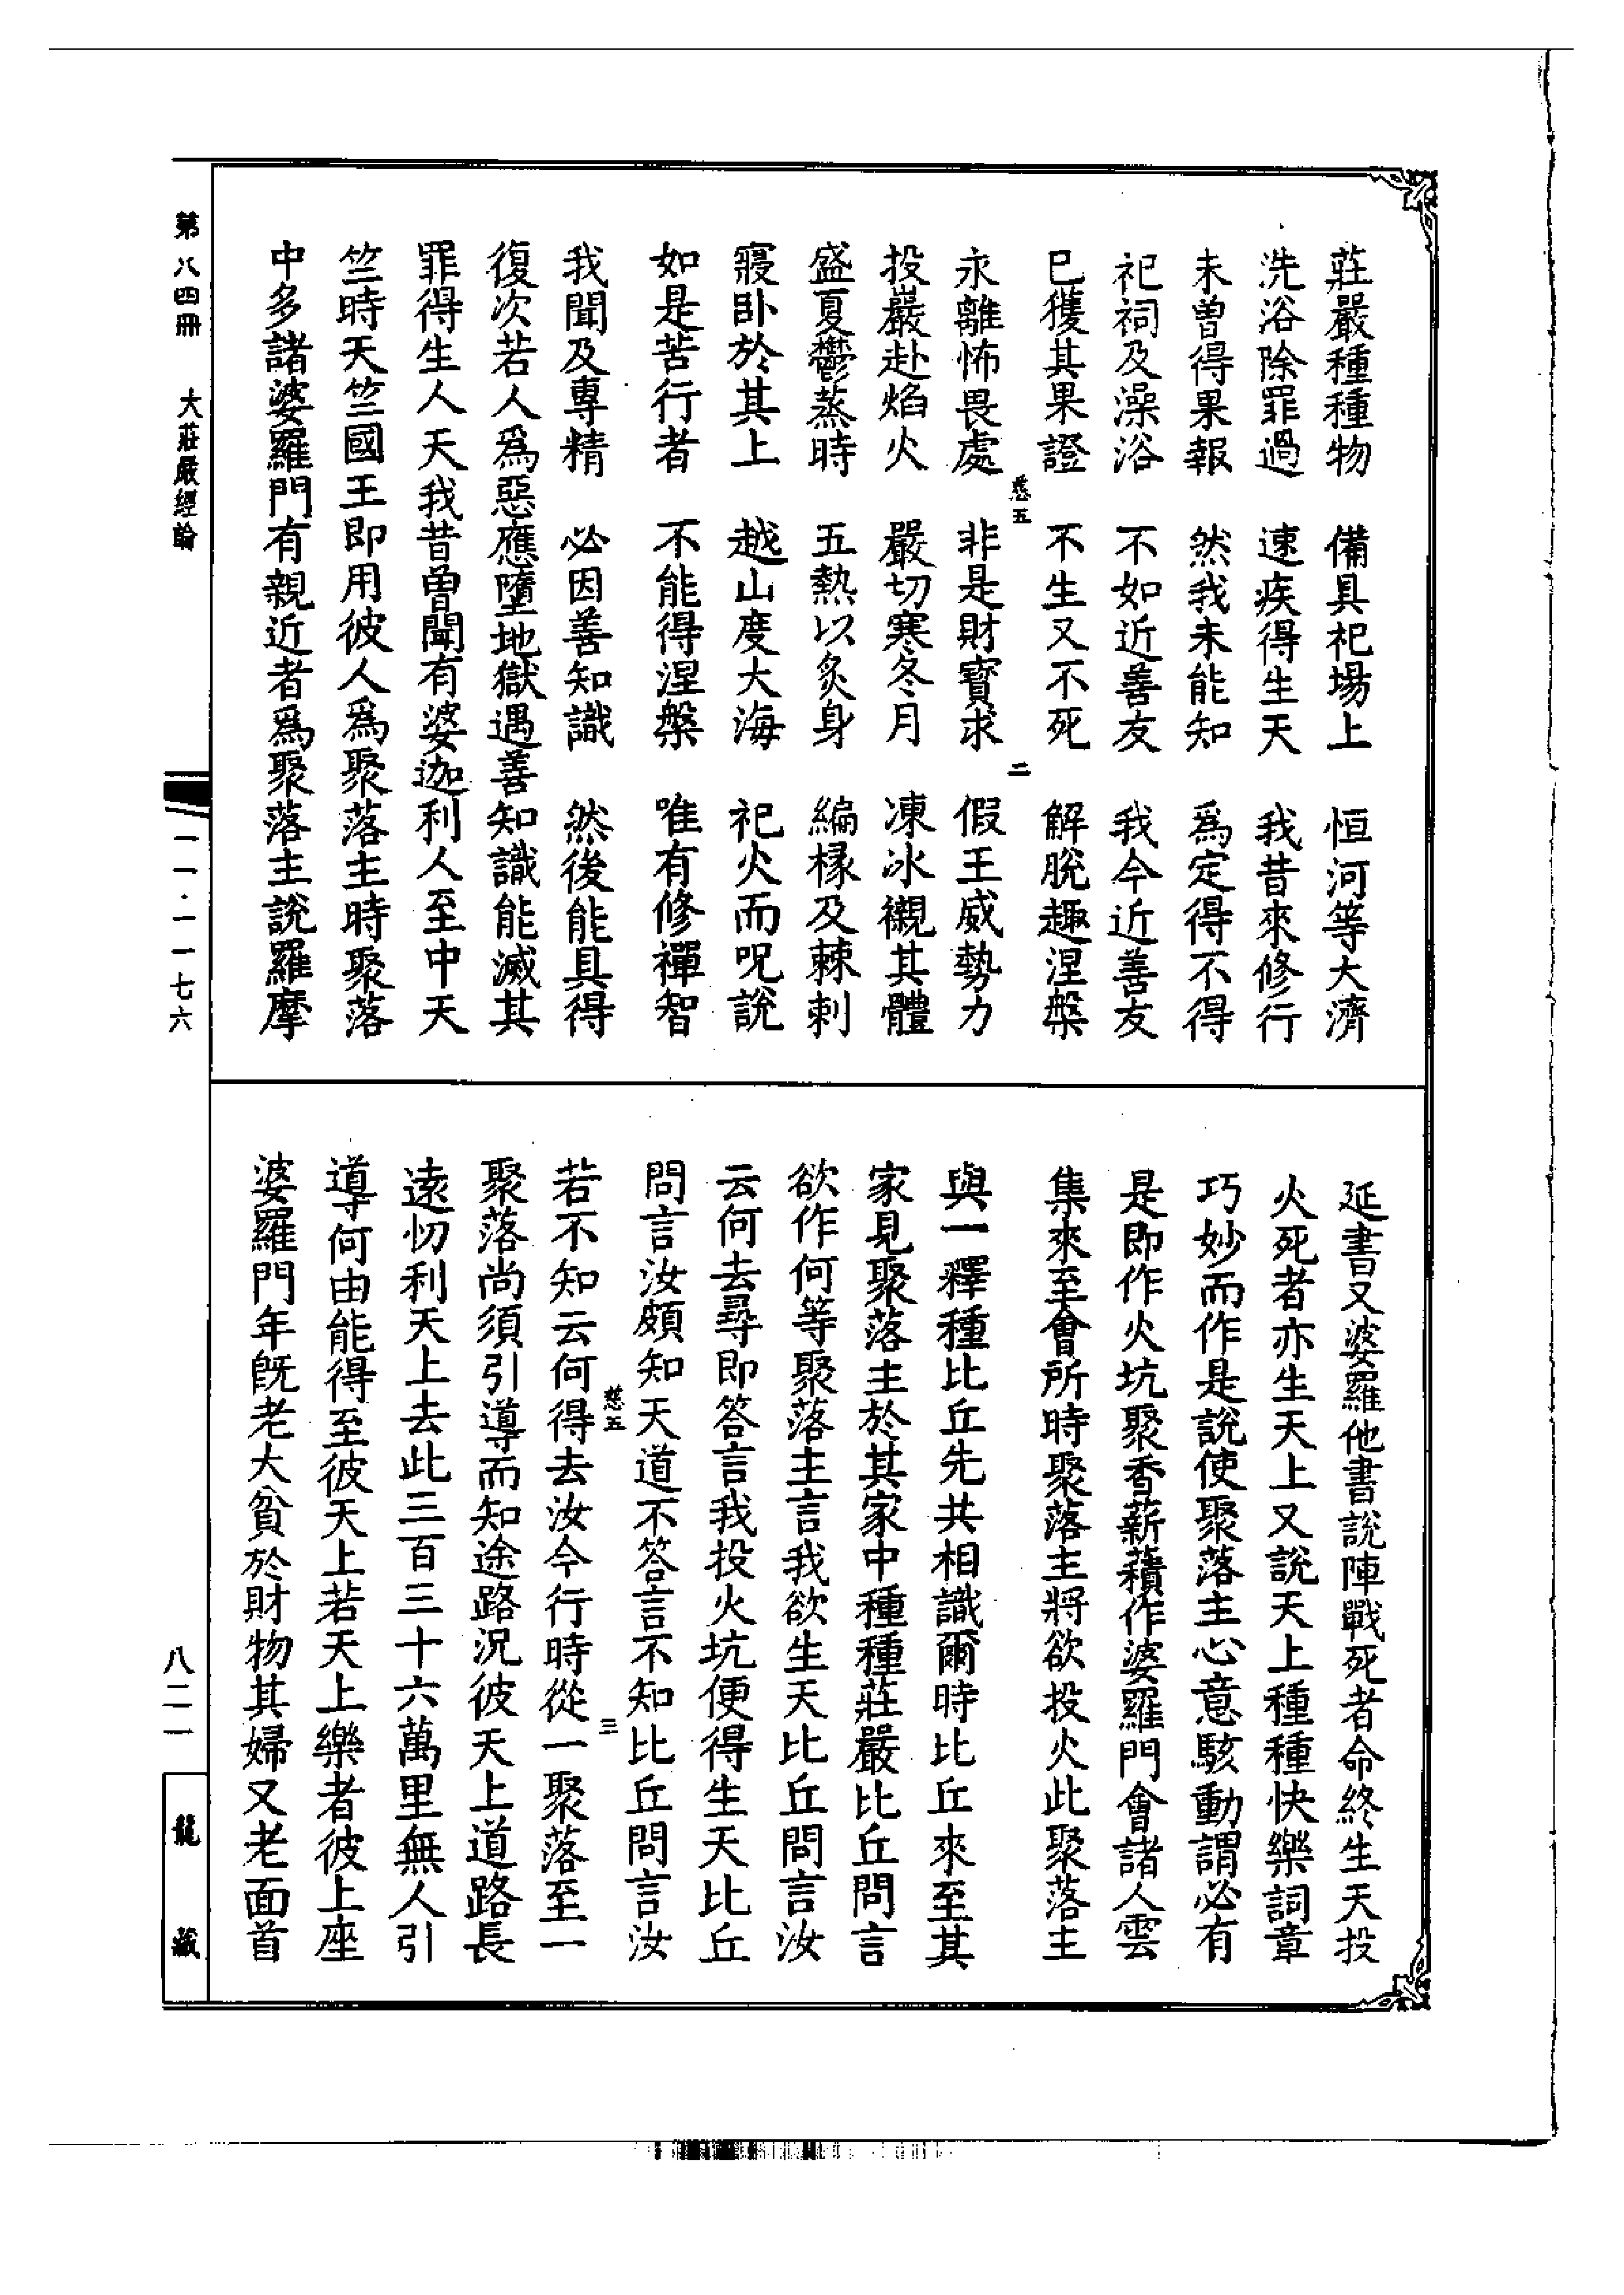 莊嚴種種物　備具祀場上　恒河等大濟
洗浴除罪過　速疾得生天　我昔來修行
未曾得果報　然我未能知　為定得不得
祀祠及澡浴　不如近善友　我今近善友
已獲其果證　不生又不死　解脫趣涅槃
慈五　二
永離怖畏處　非是財寶求　假王威勢力
投巖赴焰火　嚴切寒冬月　凍冰襯其體
盛夏鬱蒸時　五熱以炙身　編椽及棘刺
寢臥於其上　越山度大海　祀火而呪說
如是苦行者　不能得涅槃　唯有修禪智
我聞及專精　必因善知識　然後能具得
復次若人爲惡應墮地獄遇善知識能滅其
罪得生人天我昔曾聞有婆迦利人至中天
竺時天竺國王即用彼人爲聚落主時聚落
中多諸婆羅門有親近者爲聚落主說羅摩
延書又婆羅他書說陣戰死者命終生天投
火死者亦生天上又說天上種種快樂詞章
巧妙而作是說使聚落主心意駭動謂必有
是即作火坑聚香薪𧂐作婆羅門會諸人雲
集來至會所時聚落主將欲投火此聚落主
與一釋種比丘先共相識爾時比丘來至其
家見聚落主於其家中種種莊嚴比丘問言
欲作何等聚落主言我欲生天比丘問言汝
云何去尋即答言我投火坑便得生天比丘
問言汝頗知天道不答言不知比丘問言汝
慈五　三
若不知云何得去汝今行時從一聚落至一
聚落尚須引導而知途路況彼天上道路長
遠忉利天上去此三百三十六萬里無人引
導何由能得至彼天上若天上樂者彼上座
婆羅門年旣老大貧於財物其婦又老面首
第八四冊　大莊嚴經論
一一·一一七六
八二一
龍藏